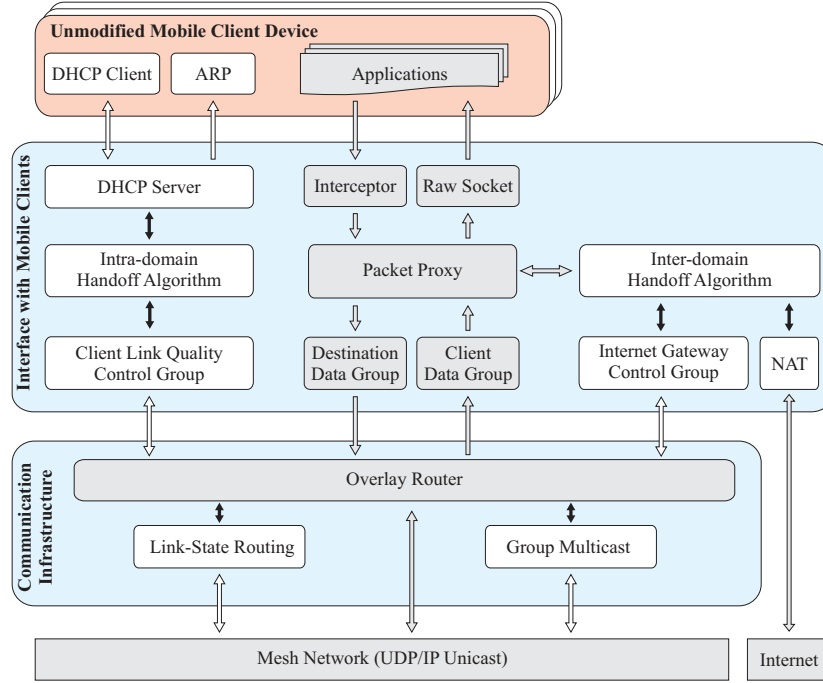 Unmodified Mobile Client Device
DHCP Client
ARP
Applications
Interface with Mobile Clients
DHCP Server
Interceptor
Raw Socket
Intra-domain
Handoff Algorithm
Packet Proxy
Inter-domain
Handoff Algorithm
Client Link Quality
Control Group
Destination
Data Group
Client
Data Group
Internet Gateway
Control Group
NAT
Communication
Infrastructure
Overlay Router
Link-State Routing
Group Multicast
Mesh Network (UDP/IP Unicast)
Internet